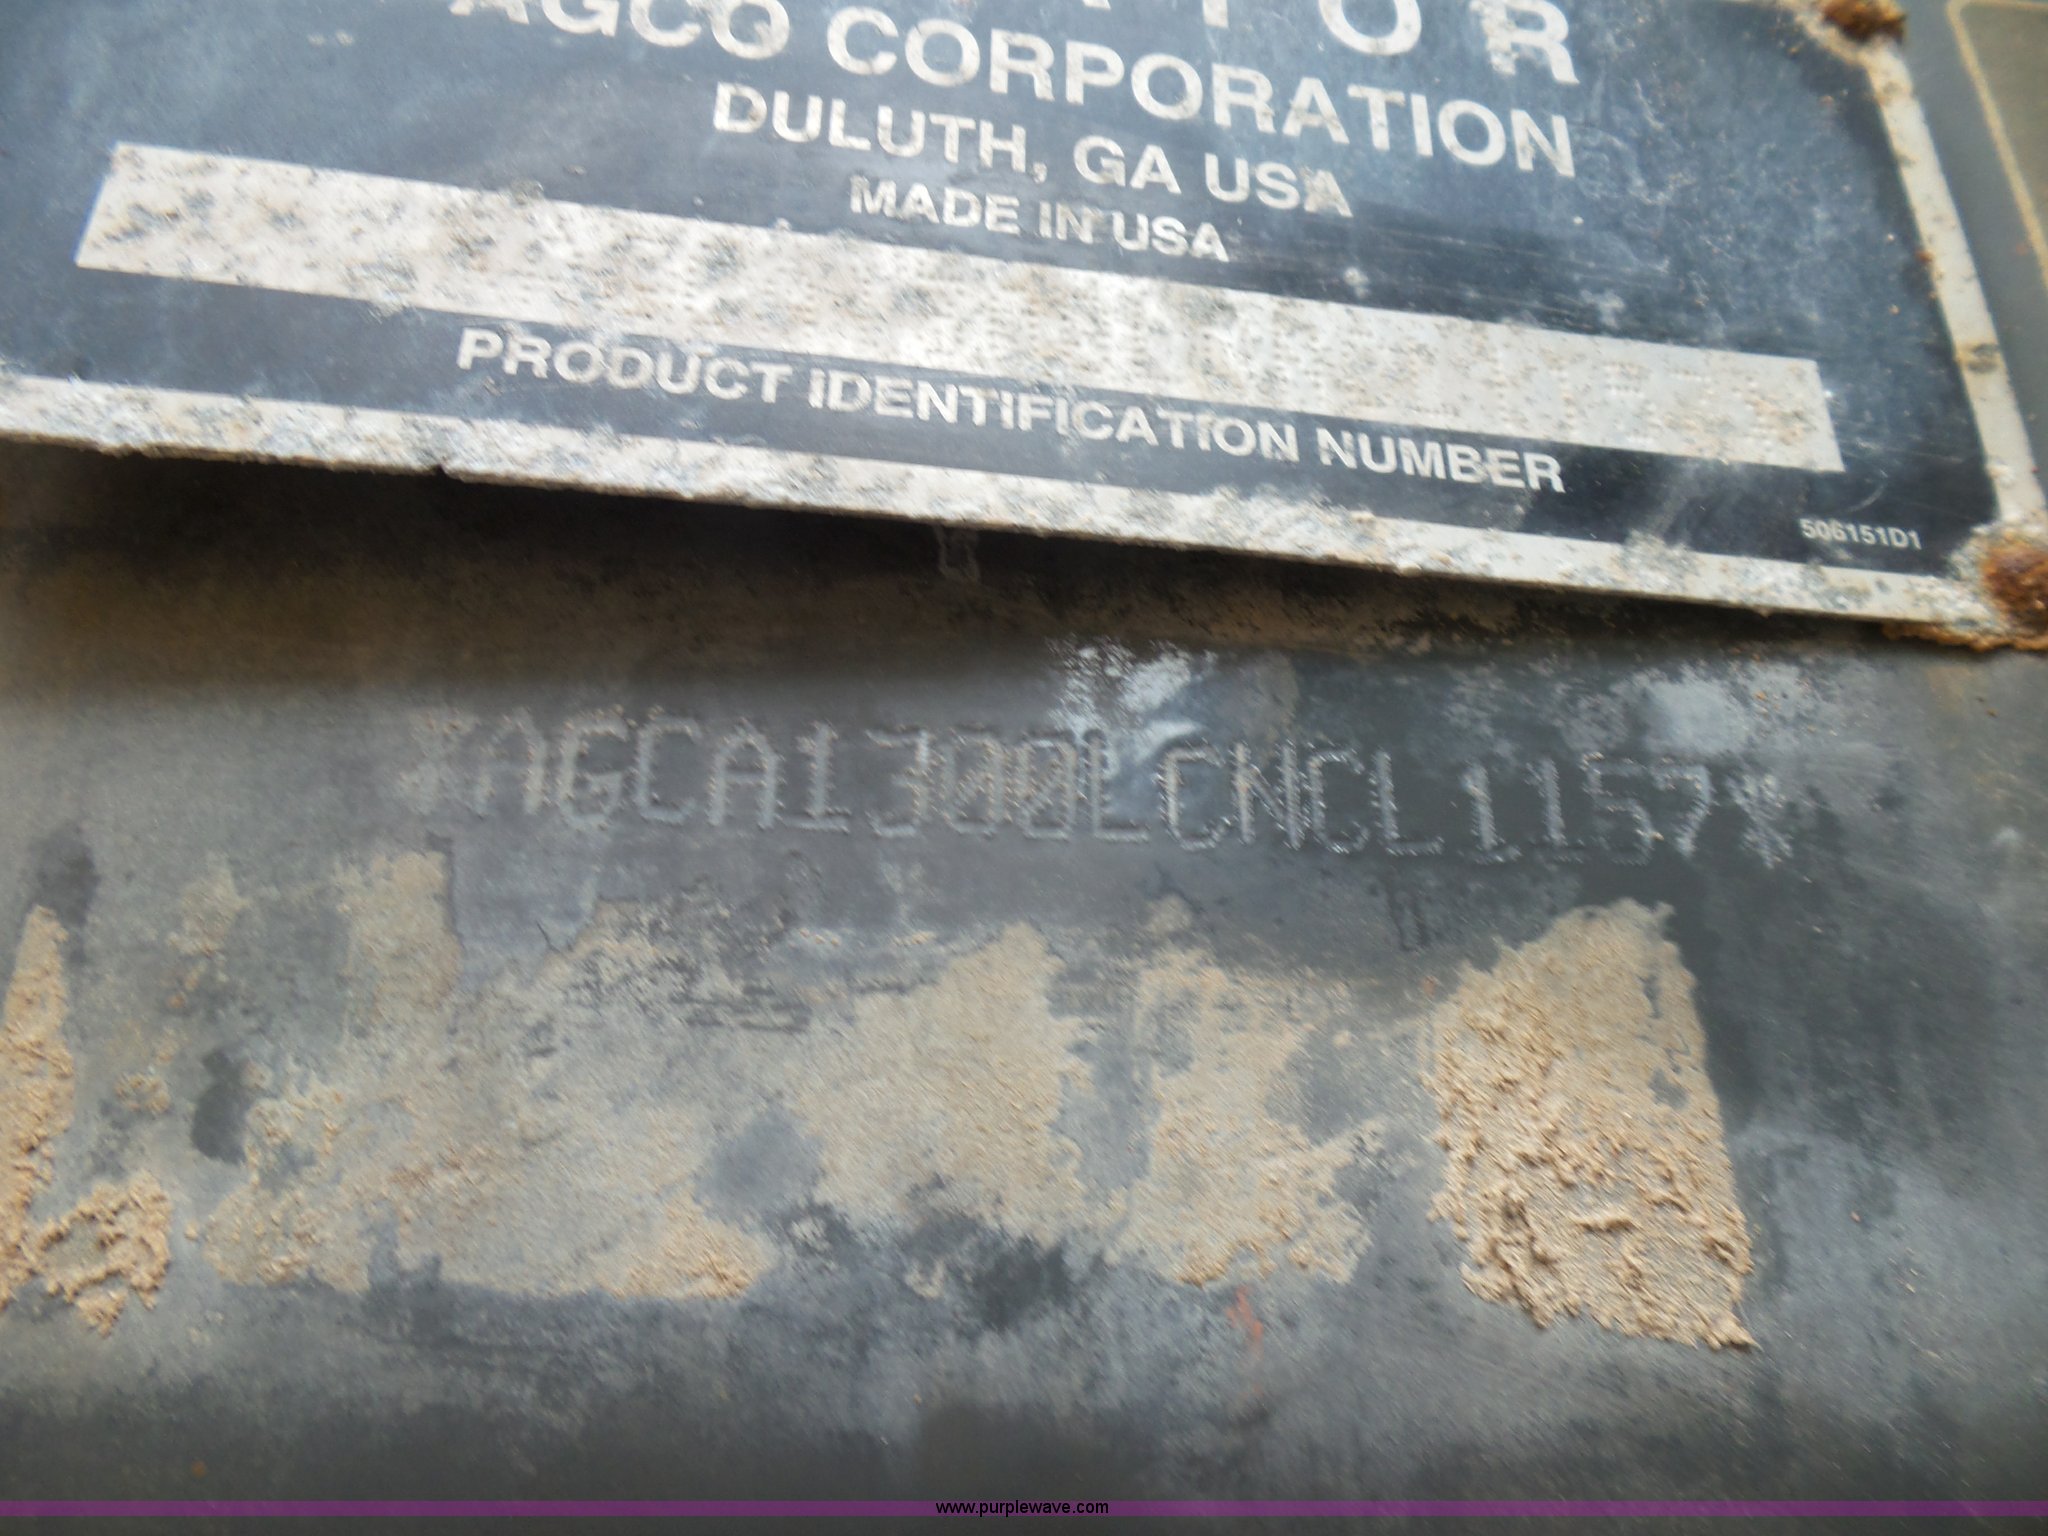 AGCO CORPORATION
DULUTH, GA USA
MADE IN USA
PRODUCT IDENTIFICATION NUMBER
506151D1
*AGCA1300LCNCL1157*
www.purplewave.com